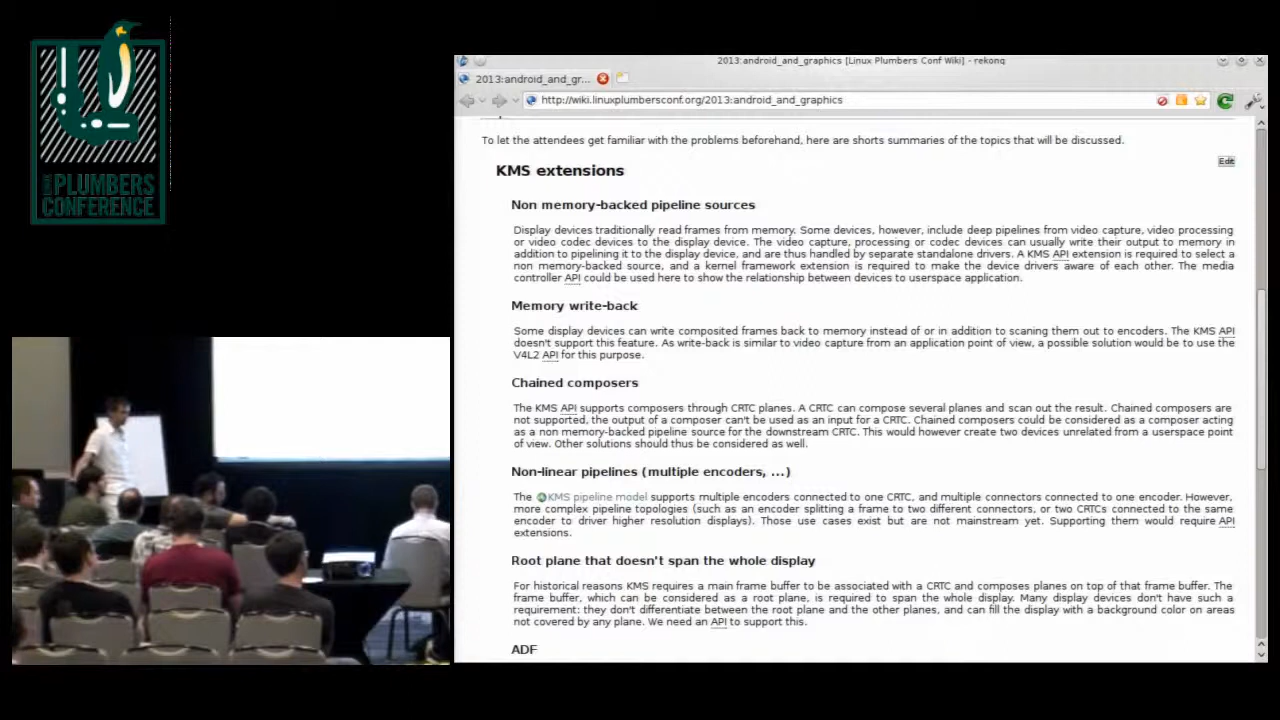 LINUX PLUMBERS
CONFERENCE
2013:android_and_graphics [Linux Plumbers Conf Wiki] - rekonq
2013:android_and_gr...
http://wiki.linuxplumbersconf.org/2013:android_and_graphics
To let the attendees get familiar with the problems beforehand, here are shorts summaries of the topics that will be discussed.
Edit
KMS extensions
Non memory-backed pipeline sources
Display devices traditionally read frames from memory. Some devices, however, include deep pipelines from video capture, video processing
or video codec devices to the display device. The video capture, processing or codec devices can usually write their output to memory in
addition to pipelining it to the display device, and are thus handled by separate standalone drivers. A KMS API extension is required to select a
non memory-backed source, and a kernel framework extension is required to make the device drivers aware of each other. The media
controller API could be used here to show the relationship between devices to userspace application.
Memory write-back
Some display devices can write composited frames back to memory instead of or in addition to scaning them out to encoders. The KMS API
doesn't support this feature. As write-back is similar to video capture from an application point of view, a possible solution would be to use the
V4L2 API for this purpose.
Chained composers
The KMS API supports composers through CRTC planes. A CRTC can compose several planes and scan out the result. Chained composers are
not supported, the output of a composer can't be used as an input for a CRTC. Chained composers could be considered as a composer acting
as a non memory-backed pipeline source for the downstream CRTC. This would however create two devices unrelated from a userspace point
of view. Other solutions should thus be considered as well.
Non-linear pipelines (multiple encoders, ...)
The KMS pipeline model supports multiple encoders connected to one CRTC, and multiple connectors connected to one encoder. However,
more complex pipeline topologies (such as an encoder splitting a frame to two different connectors, or two CRTCs connected to the same
encoder to driver higher resolution displays). Those use cases exist but are not mainstream yet. Supporting them would require API
extensions.
Root plane that doesn't span the whole display
For historical reasons KMS requires a main frame buffer to be associated with a CRTC and composes planes on top of that frame buffer. The
frame buffer, which can be considered as a root plane, is required to span the whole display. Many display devices don't have such a
requirement: they don't differentiate between the root plane and the other planes, and can fill the display with a background color on areas
not covered by any plane. We need an API to support this.
ADF